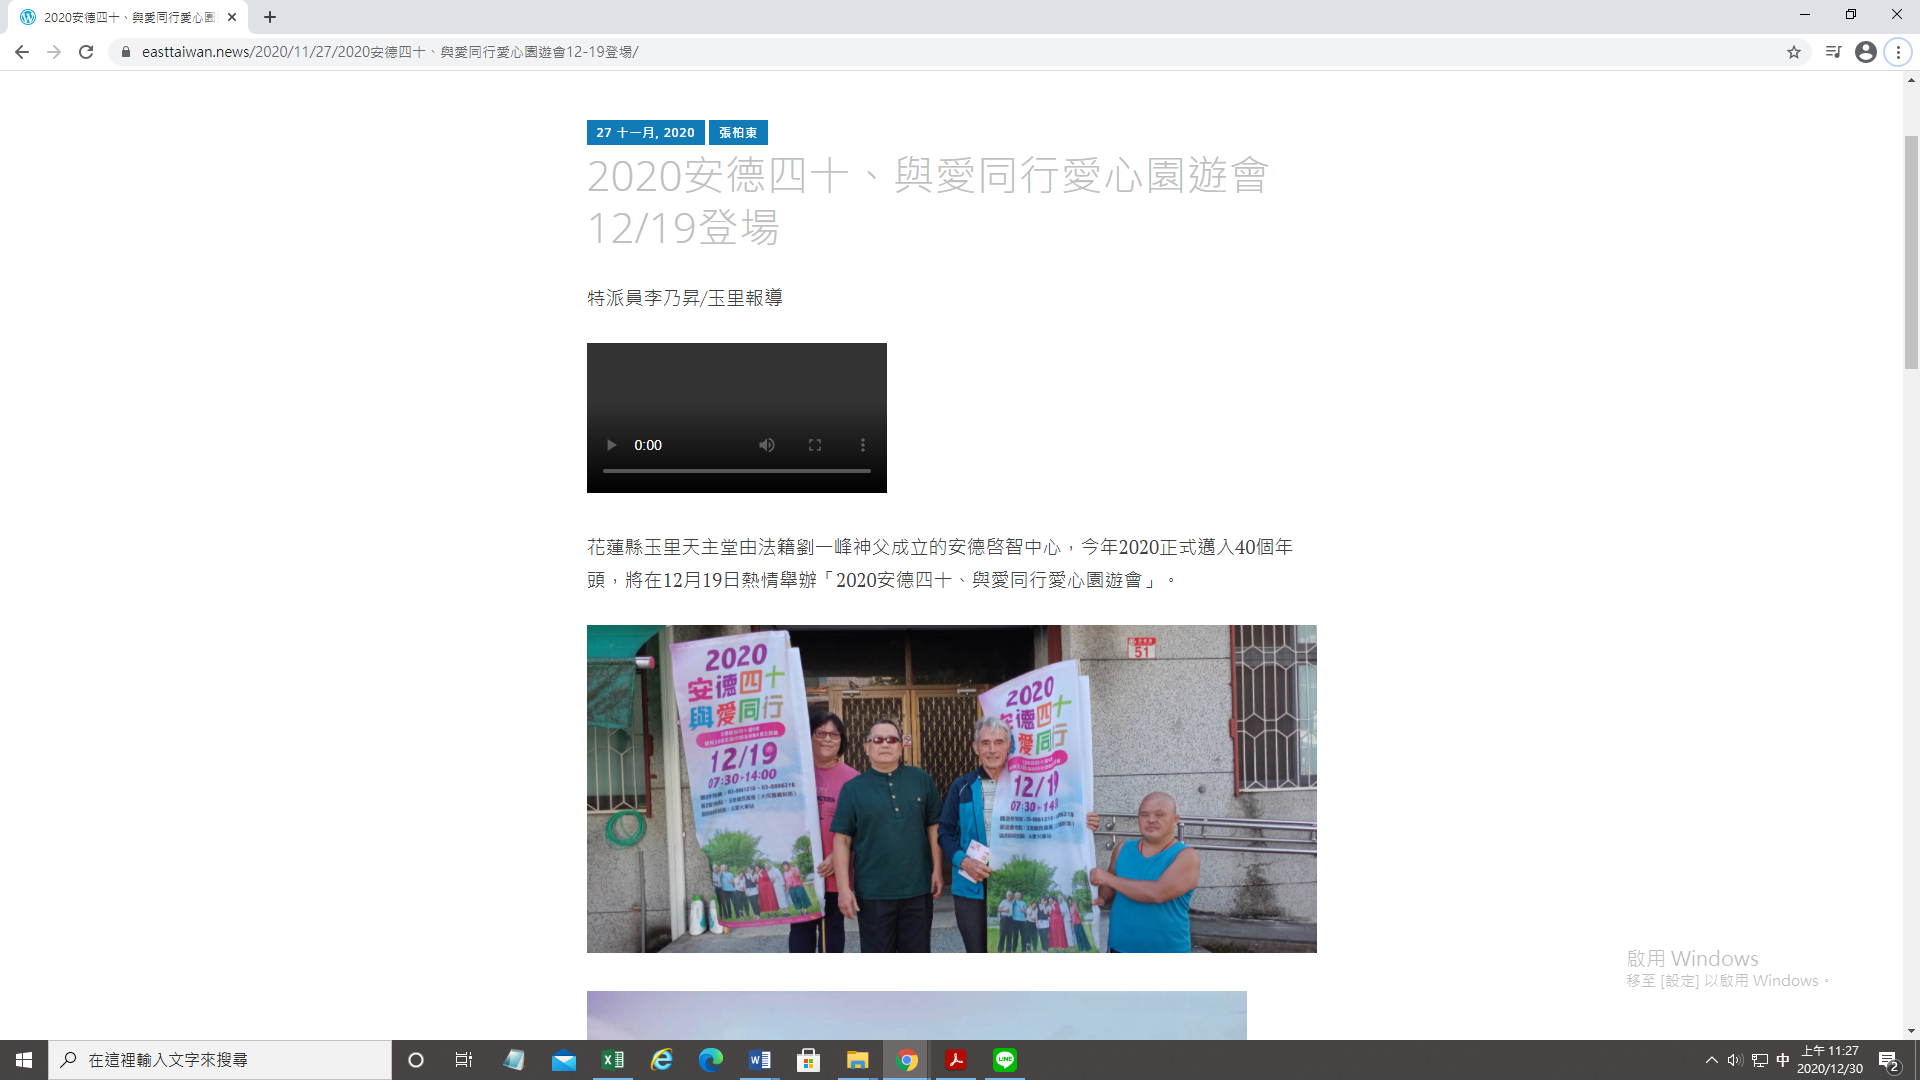 2020安德四十、與愛同行愛心園
easttaiwan.news/2020/11/27/2020安德四十、與愛同行愛心園遊會12-19登場/
27 十一月, 2020 張柏東
2020安德四十、與愛同行愛心園遊會
12/19登場
特派員李乃昇/玉里報導
0:00
花蓮縣玉里天主堂由法籍劉一峰神父成立的安德啓智中心，今年2020正式邁入40個年
頭，將在12月19日熱情舉辦「2020安德四十、與愛同行愛心園遊會」。
2020
安德四十
與愛同行
12/19
07:30-14:00
2020
安德四十
愛同行
12/19
07:30-14:0
51
啟用 Windows
移至 [設定] 以啟用 Windows。
在這裡輸入文字來搜尋
中
上午 11:27
2020/12/30
2